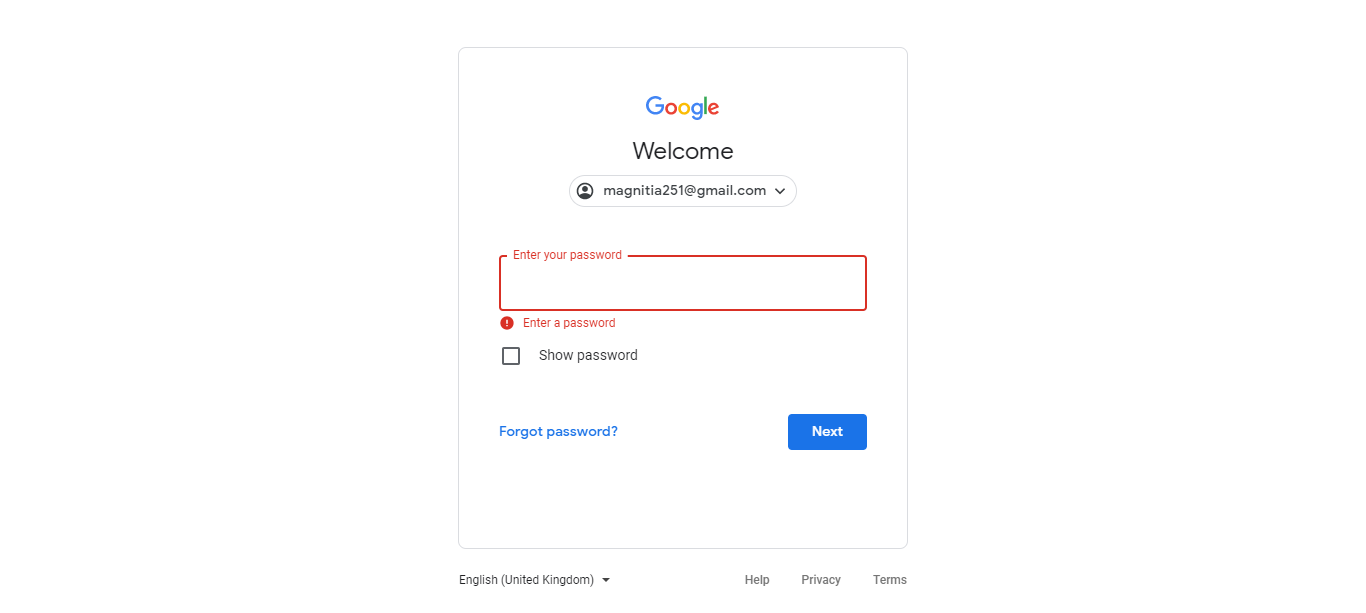 Google
Welcome
magnitia251@gmail.com
Enter your password
Enter a password
Show password
Forgot password? Next
English (United Kingdom) Help Privacy Terms